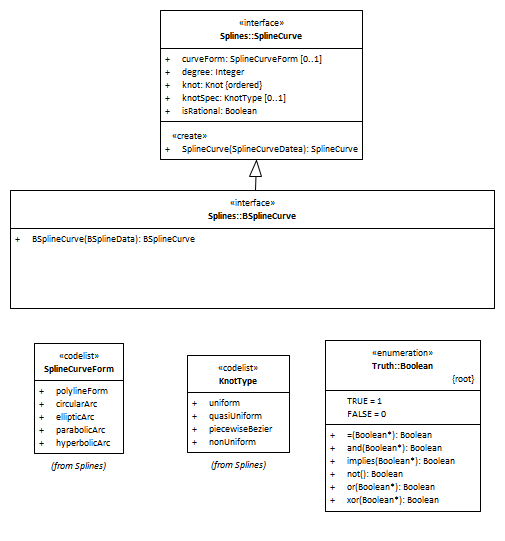 «interface»
Splines::SplineCurve
+ curveForm: SplineCurveForm [0..1]
+ degree: Integer
+ knot: Knot {ordered}
+ knotSpec: KnotType [0..1]
+ isRational: Boolean
«create»
+ SplineCurve(SplineCurveDatea): SplineCurve
«interface»
Splines::BSplineCurve
+ BSplineCurve(BSplineData): BSplineCurve
«codelist»
SplineCurveForm
+ polylineForm
+ circularArc
+ ellipticArc
+ parabolicArc
+ hyperbolicArc
(from Splines)
«codelist»
KnotType
+ uniform
+ quasiUniform
+ piecewiseBezier
+ nonUniform
(from Splines)
«enumeration»
Truth::Boolean
{root}
TRUE = 1
FALSE = 0
+ =(Boolean*): Boolean
+ and(Boolean*): Boolean
+ implies(Boolean*): Boolean
+ not(): Boolean
+ or(Boolean*): Boolean
+ xor(Boolean*): Boolean